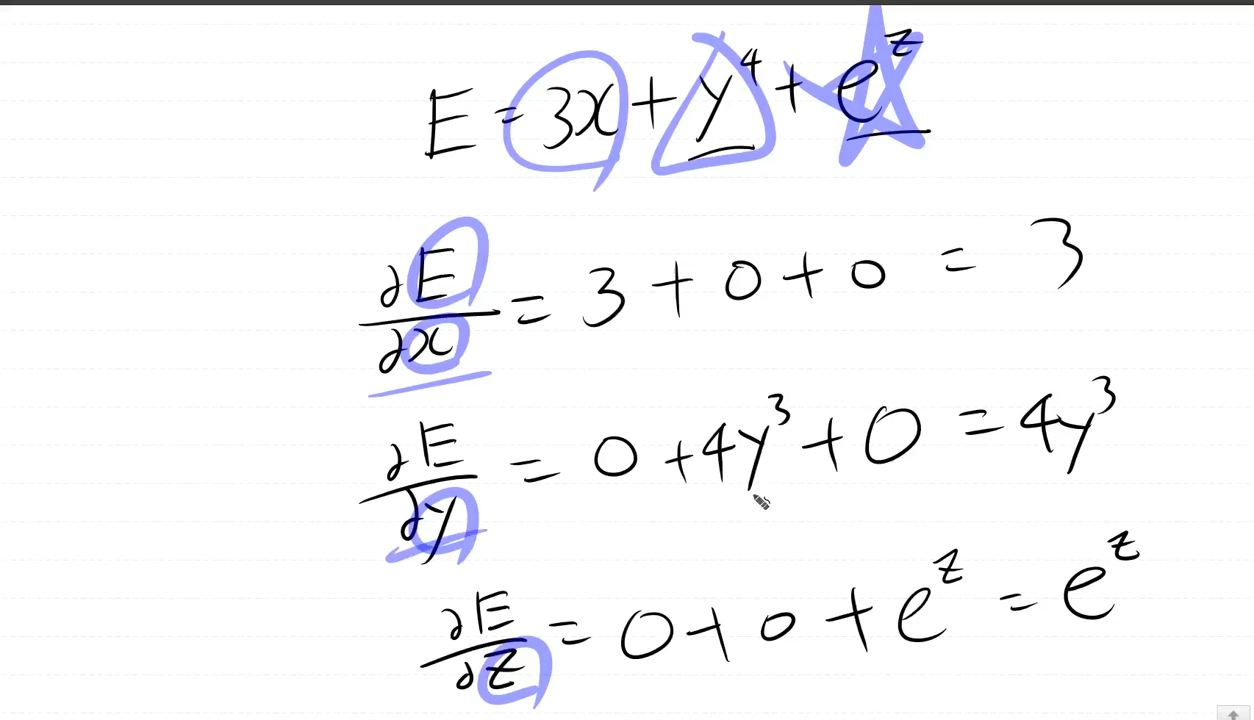 E = 3x + y⁴ + eᶻ
∂E/∂x = 3 + 0 + 0 = 3
∂E/∂y = 0 + 4y³ + 0 = 4y³
∂E/∂z = 0 + 0 + eᶻ = eᶻ